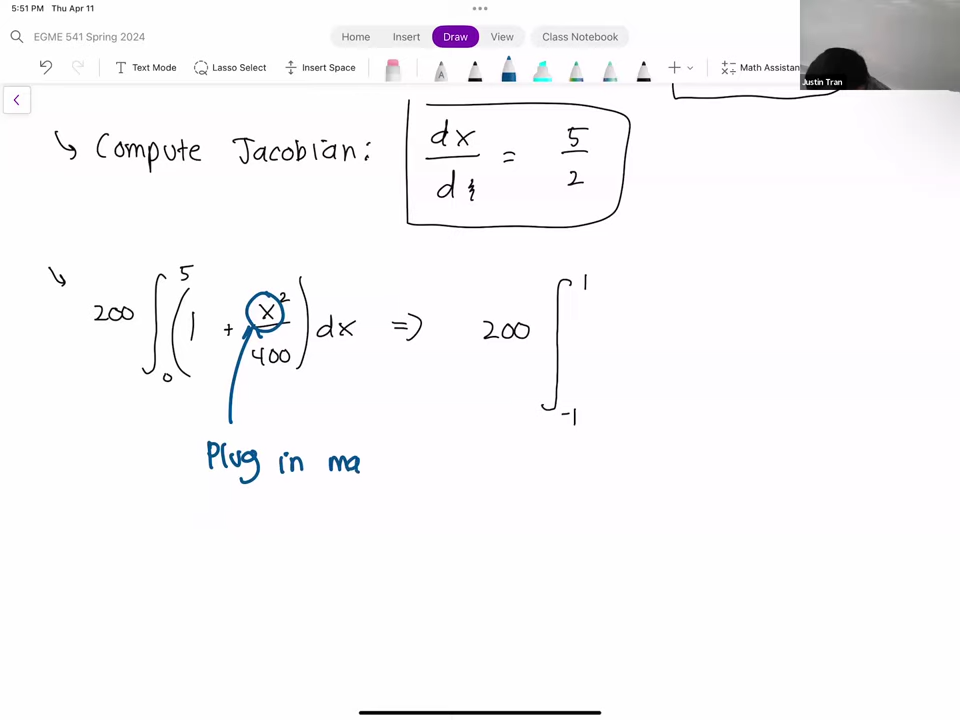 5:51 PM Thu Apr 11
EGME 541 Spring 2024
Home Insert Draw View Class Notebook
Text Mode Lasso Select Insert Space Math Assistan
Justin Tran
↳ Compute Jacobian: dx/dξ = 5/2
↳ 200 ∫₀⁵ (1 + x²/400) dx ⇒ 200 ∫₋₁¹
Plug in ma